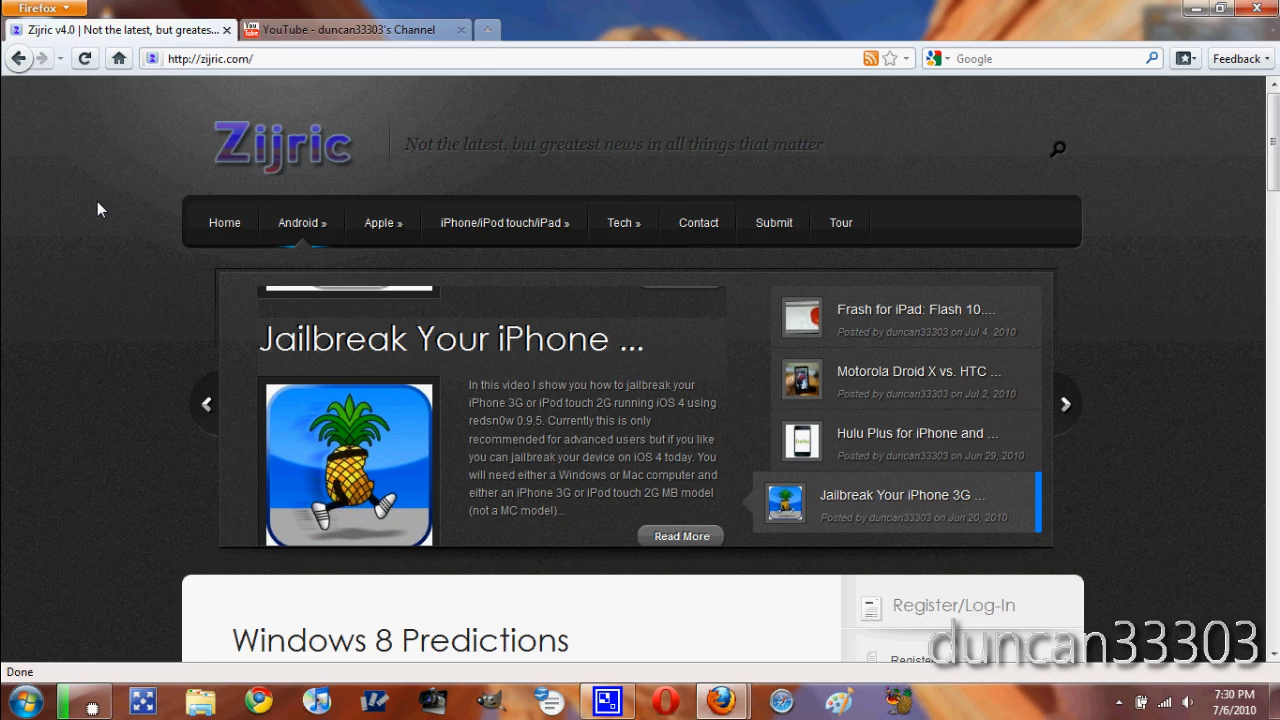 Firefox
Zijric v4.0 | Not the latest, but greates...
YouTube - duncan33303's Channel
http://zijric.com/
Google
Feedback
Zijric
Not the latest, but greatest news in all things that matter
Home
Android »
Apple »
iPhone/iPod touch/iPad »
Tech »
Contact
Submit
Tour
Jailbreak Your iPhone ...
In this video I show you how to jailbreak your
iPhone 3G or iPod touch 2G running iOS 4 using
redsn0w 0.9.5. Currently this is only
recommended for advanced users but if you like
you can jailbreak your device on iOS 4 today. You
will need either a Windows or Mac computer and
either an iPhone 3G or iPod touch 2G MB model
(not a MC model)...
Read More
Frash for iPad: Flash 10....
Posted by duncan33303 on Jul 4, 2010
Motorola Droid X vs. HTC ...
Posted by duncan33303 on Jul 2, 2010
hulu
Hulu Plus for iPhone and ...
Posted by duncan33303 on Jun 29, 2010
Jailbreak Your iPhone 3G ...
Posted by duncan33303 on Jun 20, 2010
Windows 8 Predictions
Register/Log-In
duncan33303
Done
7:30 PM
7/6/2010